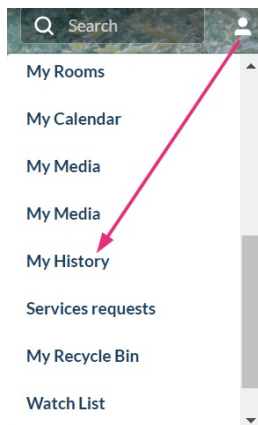 Search
My Rooms
My Calendar
My Media
My Media
My History
Services requests
My Recycle Bin
Watch List